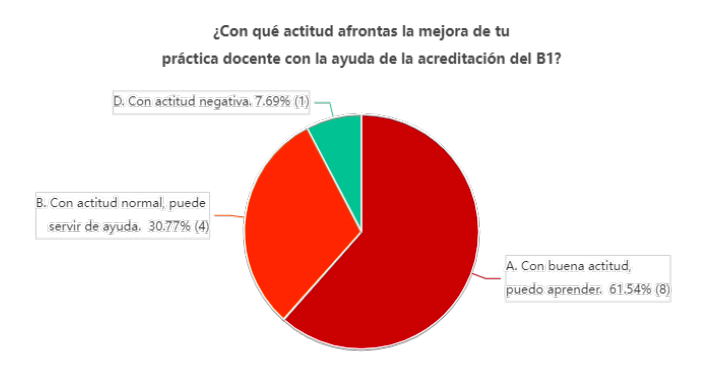 ¿Con qué actitud afrontas la mejora de tu
práctica docente con la ayuda de la acreditación del B1?
D. Con actitud negativa. 7.69% (1)
B. Con actitud normal, puede
servir de ayuda. 30.77% (4)
A. Con buena actitud,
puedo aprender. 61.54% (8)